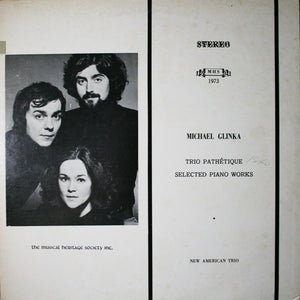 STEREO
MHS
1973
MICHAEL GLINKA
TRIO PATHÉTIQUE
SELECTED PIANO WORKS
the musical heritage society inc.
NEW AMERICAN TRIO